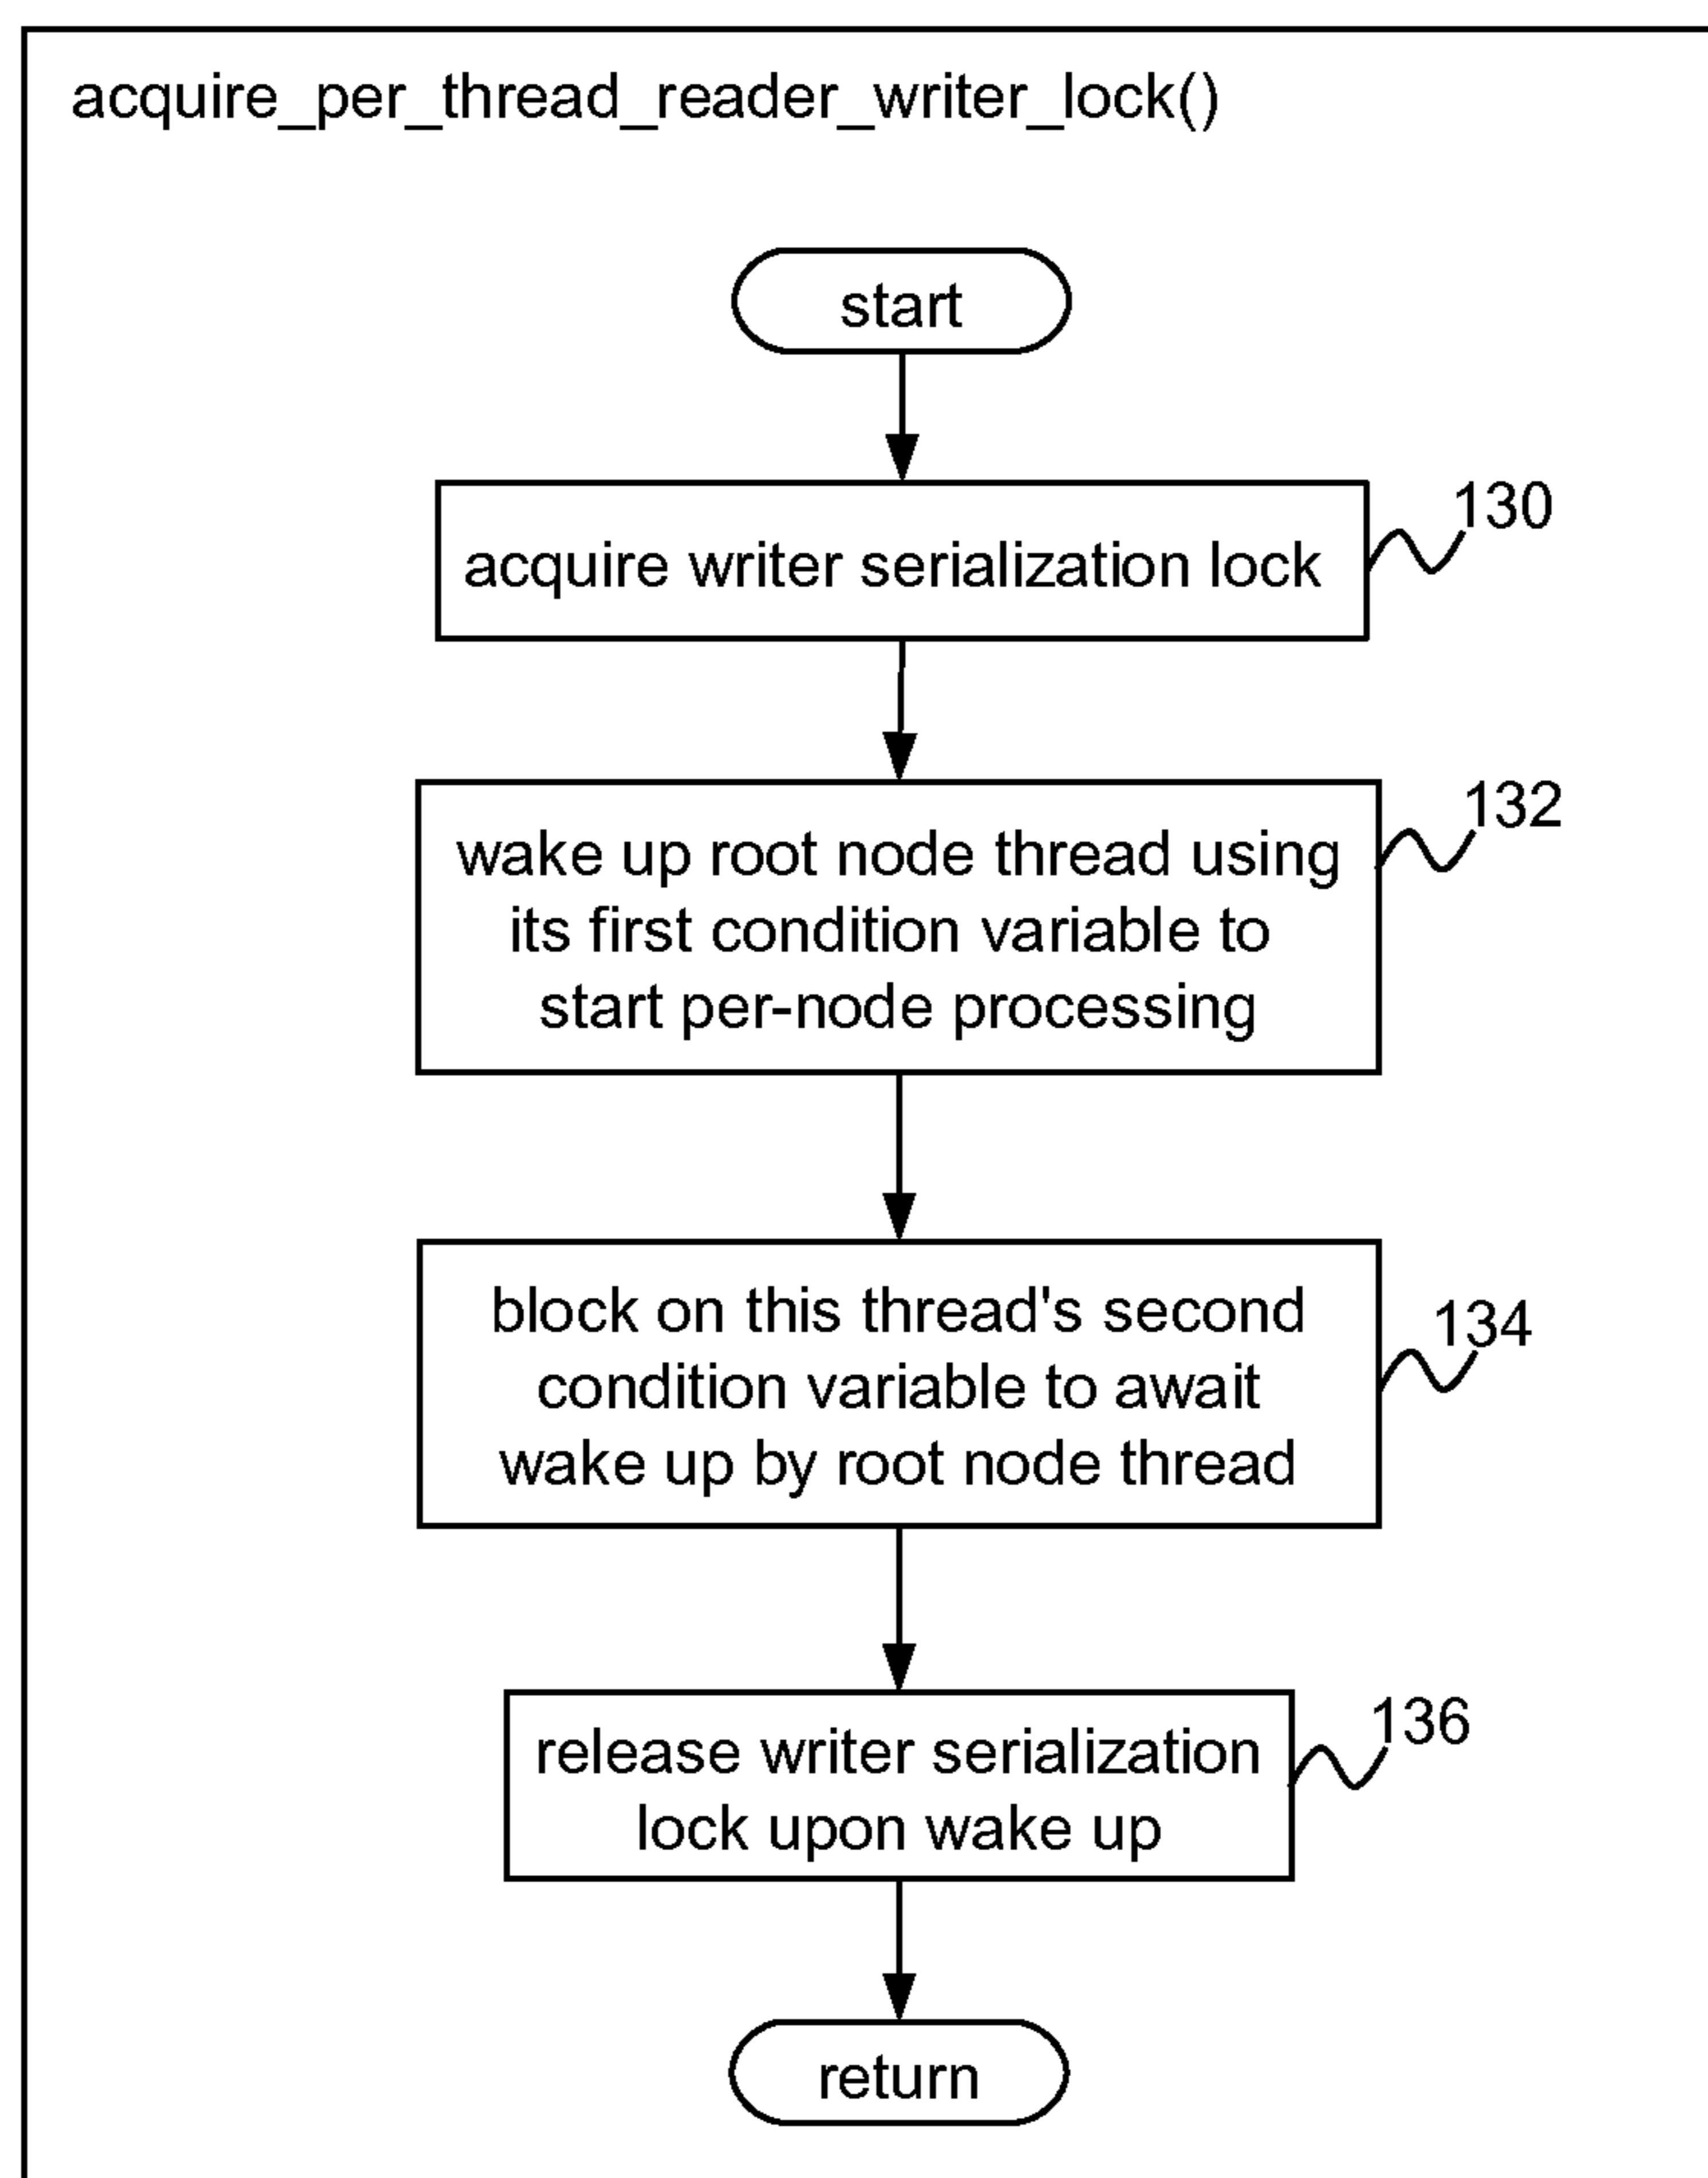 acquire_per_thread_reader_writer_lock()
start
acquire writer serialization lock
130
wake up root node thread using
its first condition variable to
start per-node processing
132
block on this thread's second
condition variable to await
wake up by root node thread
134
release writer serialization
lock upon wake up
136
return